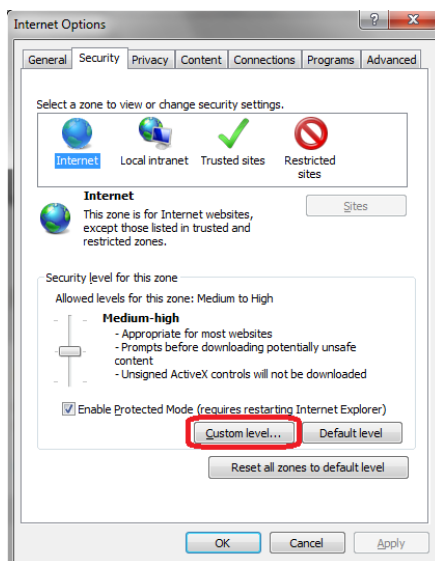 Internet Options
General Security Privacy Content Connections Programs Advanced
Select a zone to view or change security settings.
Internet Local intranet Trusted sites Restricted
sites
Internet
This zone is for Internet websites,
except those listed in trusted and
restricted zones.
Sites
Security level for this zone
Allowed levels for this zone: Medium to High
Medium-high
- Appropriate for most websites
- Prompts before downloading potentially unsafe
content
- Unsigned ActiveX controls will not be downloaded
Enable Protected Mode (requires restarting Internet Explorer)
Custom level... Default level
Reset all zones to default level
OK Cancel Apply